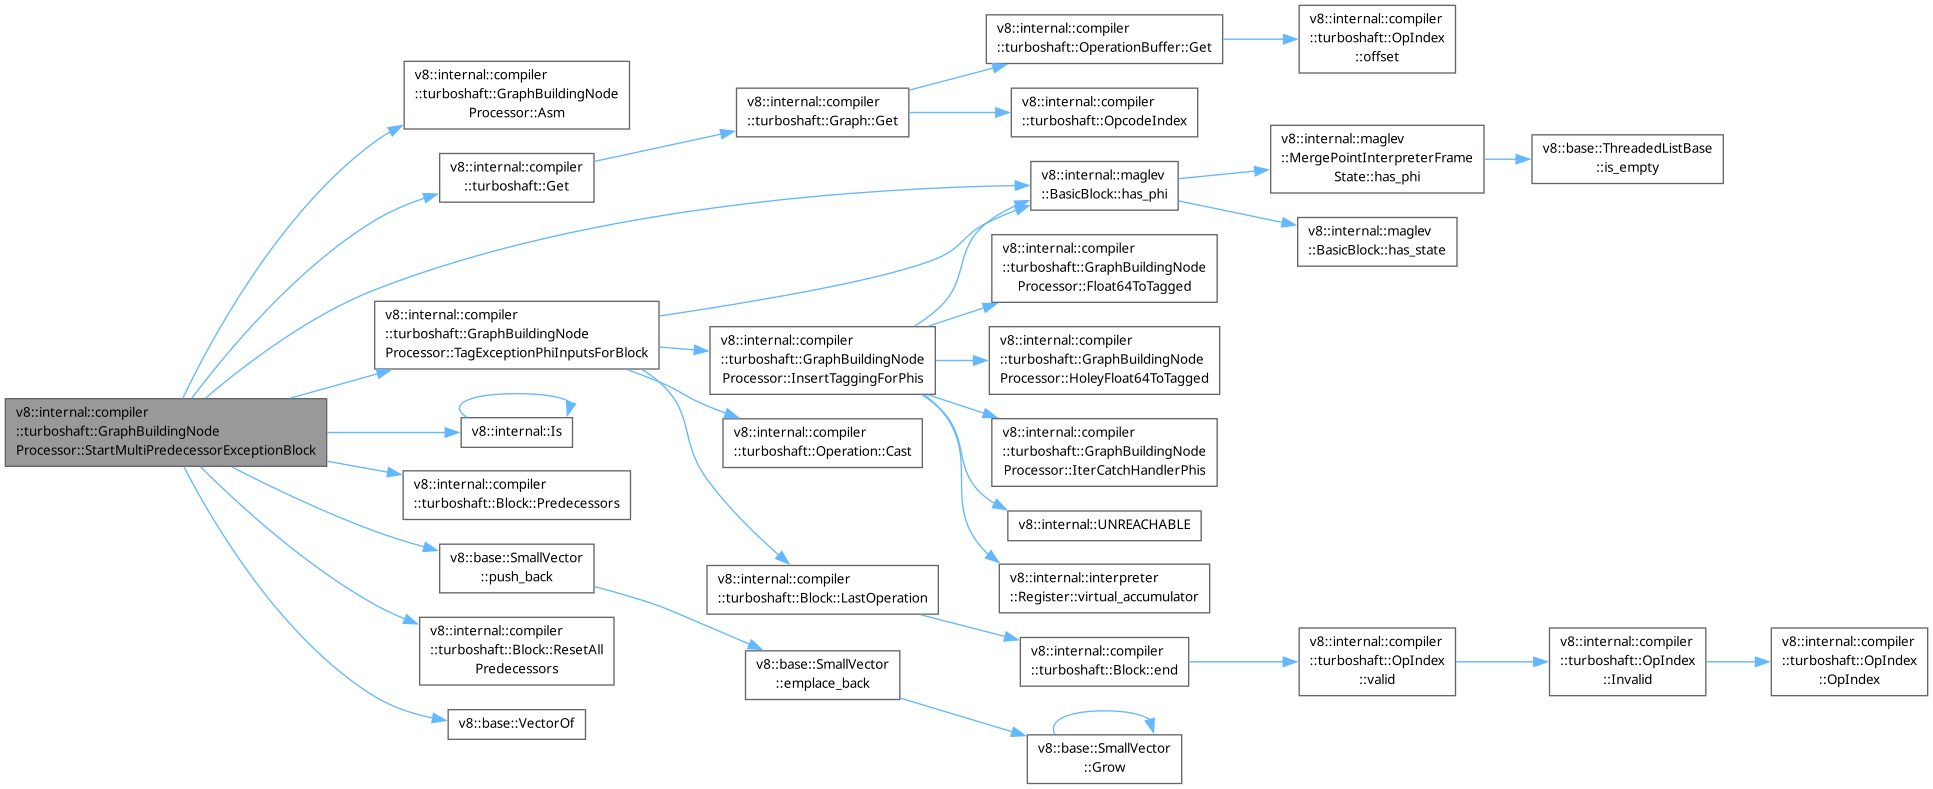 v8::internal::compiler
::turboshaft::GraphBuildingNode
Processor::StartMultiPredecessorExceptionBlock
v8::internal::compiler
::turboshaft::GraphBuildingNode
Processor::Asm
v8::internal::compiler
::turboshaft::Get
v8::internal::compiler
::turboshaft::Graph::Get
v8::internal::compiler
::turboshaft::OperationBuffer::Get
v8::internal::compiler
::turboshaft::OpIndex
::offset
v8::internal::compiler
::turboshaft::OpcodeIndex
v8::internal::maglev
::BasicBlock::has_phi
v8::internal::maglev
::MergePointInterpreterFrame
State::has_phi
v8::base::ThreadedListBase
::is_empty
v8::internal::maglev
::BasicBlock::has_state
v8::internal::compiler
::turboshaft::GraphBuildingNode
Processor::TagExceptionPhiInputsForBlock
v8::internal::compiler
::turboshaft::GraphBuildingNode
Processor::InsertTaggingForPhis
v8::internal::compiler
::turboshaft::GraphBuildingNode
Processor::Float64ToTagged
v8::internal::compiler
::turboshaft::GraphBuildingNode
Processor::HoleyFloat64ToTagged
v8::internal::compiler
::turboshaft::GraphBuildingNode
Processor::IterCatchHandlerPhis
v8::internal::UNREACHABLE
v8::internal::interpreter
::Register::virtual_accumulator
v8::internal::compiler
::turboshaft::Operation::Cast
v8::internal::compiler
::turboshaft::Block::LastOperation
v8::internal::compiler
::turboshaft::Block::end
v8::internal::compiler
::turboshaft::OpIndex
::valid
v8::internal::compiler
::turboshaft::OpIndex
::Invalid
v8::internal::compiler
::turboshaft::OpIndex
::OpIndex
v8::internal::Is
v8::internal::compiler
::turboshaft::Block::Predecessors
v8::base::SmallVector
::push_back
v8::base::SmallVector
::emplace_back
v8::base::SmallVector
::Grow
v8::internal::compiler
::turboshaft::Block::ResetAll
Predecessors
v8::base::VectorOf